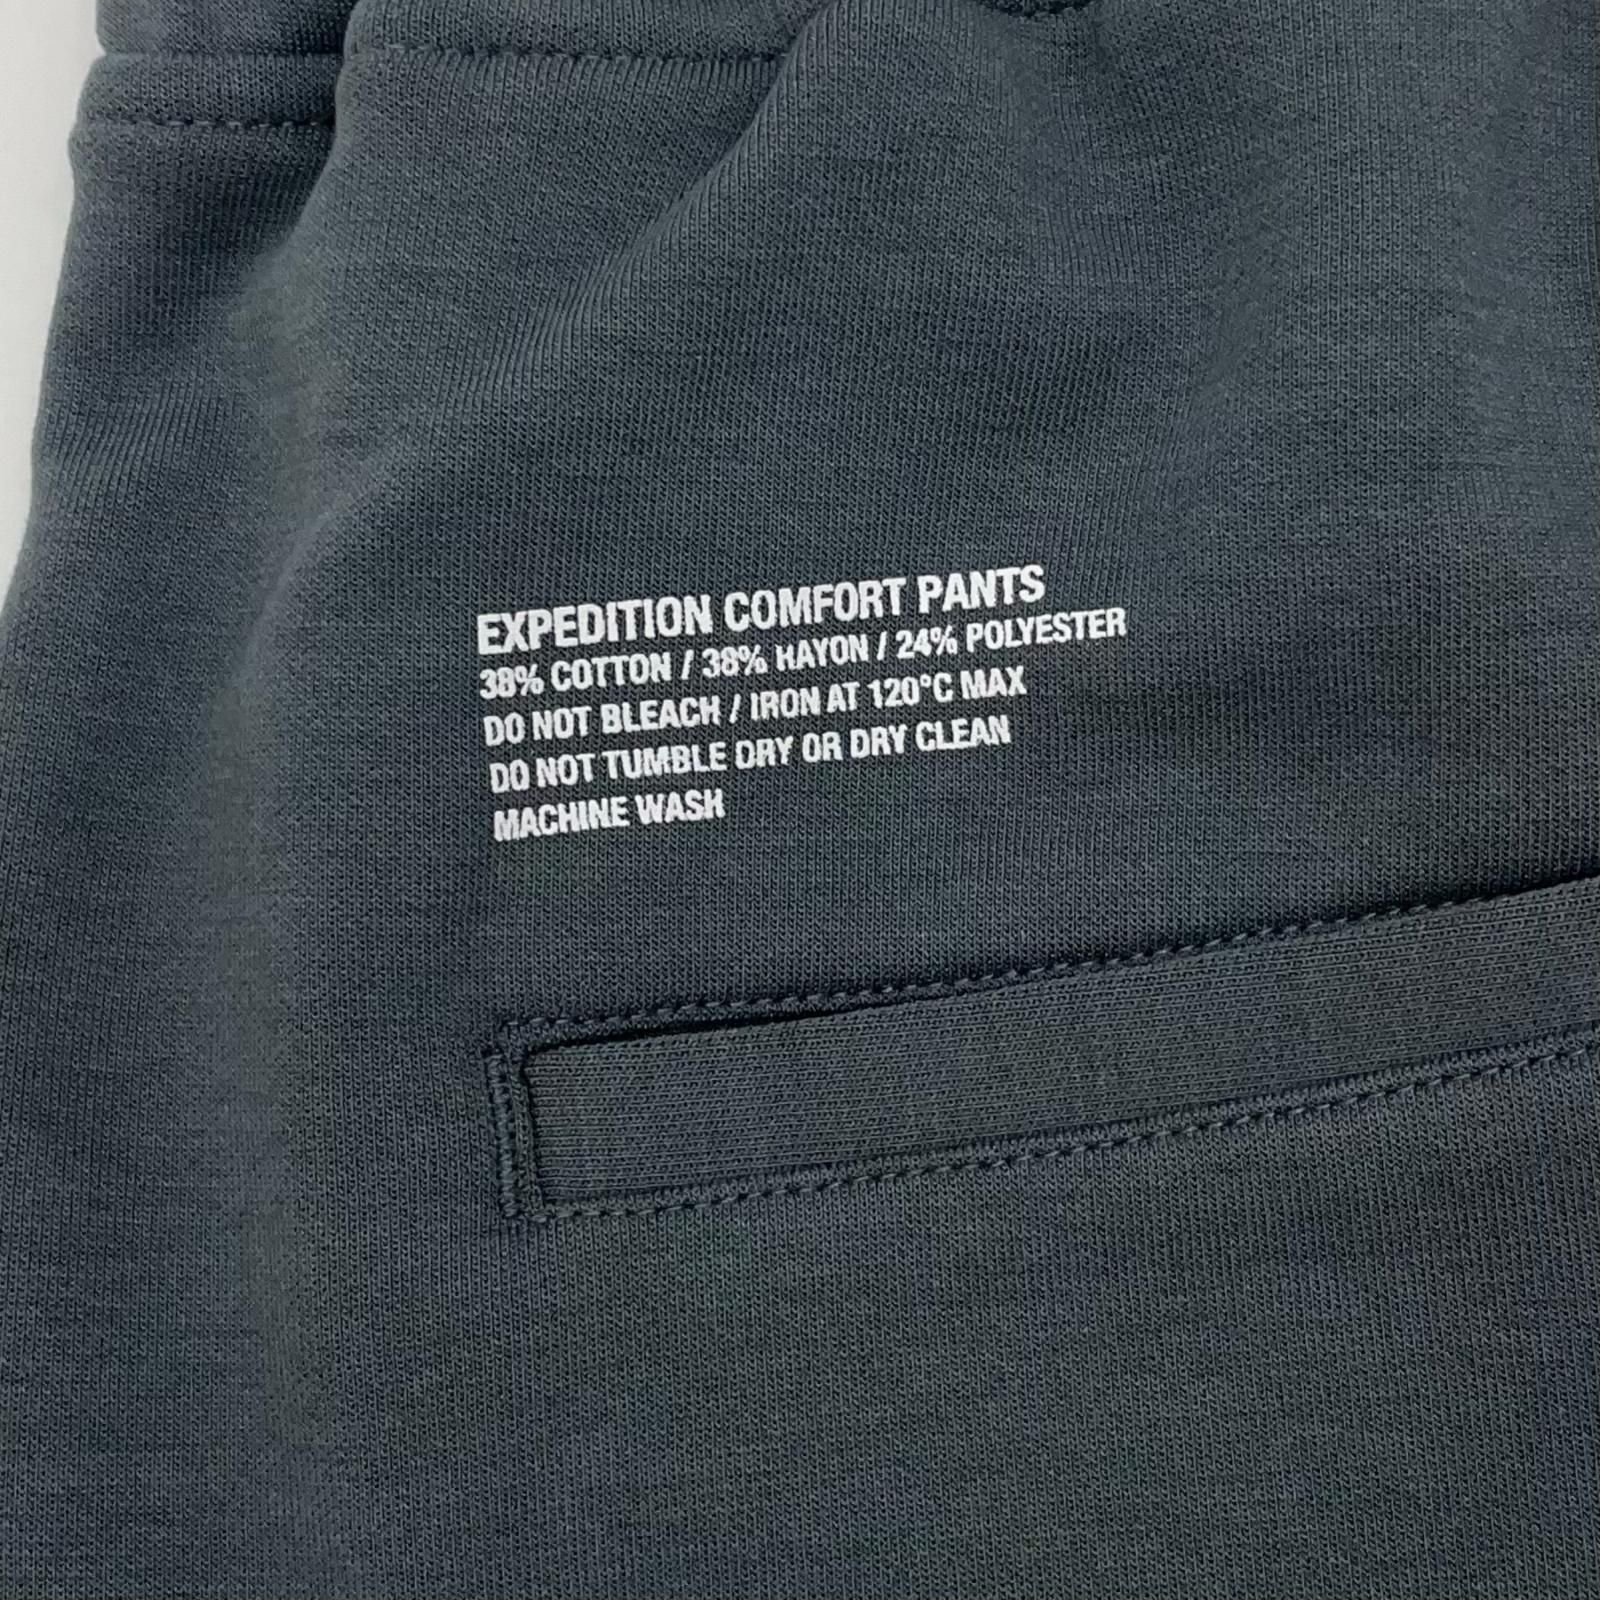 EXPEDITION COMFORT PANTS
38% COTTON / 38% HAYON / 24% POLYESTER
DO NOT BLEACH / IRON AT 120°C MAX
DO NOT TUMBLE DRY OR DRY CLEAN
MACHINE WASH